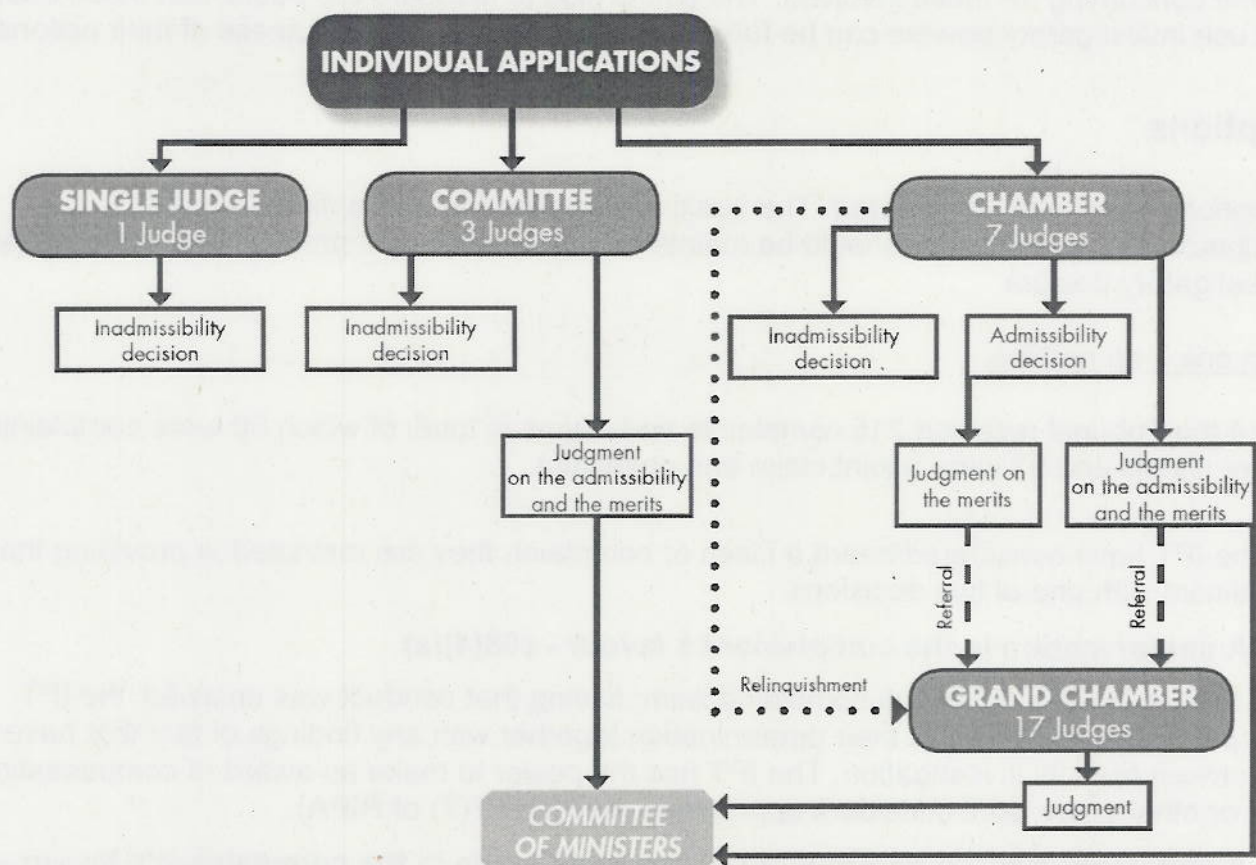 INDIVIDUAL APPLICATIONS
SINGLE JUDGE
1 Judge
COMMITTEE
3 Judges
CHAMBER
7 Judges
Inadmissibility
decision
Inadmissibility
decision
Inadmissibility
decision
Admissibility
decision
Judgment
on the admissibility
and the merits
Judgment on
the merits
Judgment
on the admissibility
and the merits
Referral
Referral
Relinquishment
GRAND CHAMBER
17 Judges
Judgment
COMMITTEE
OF MINISTERS